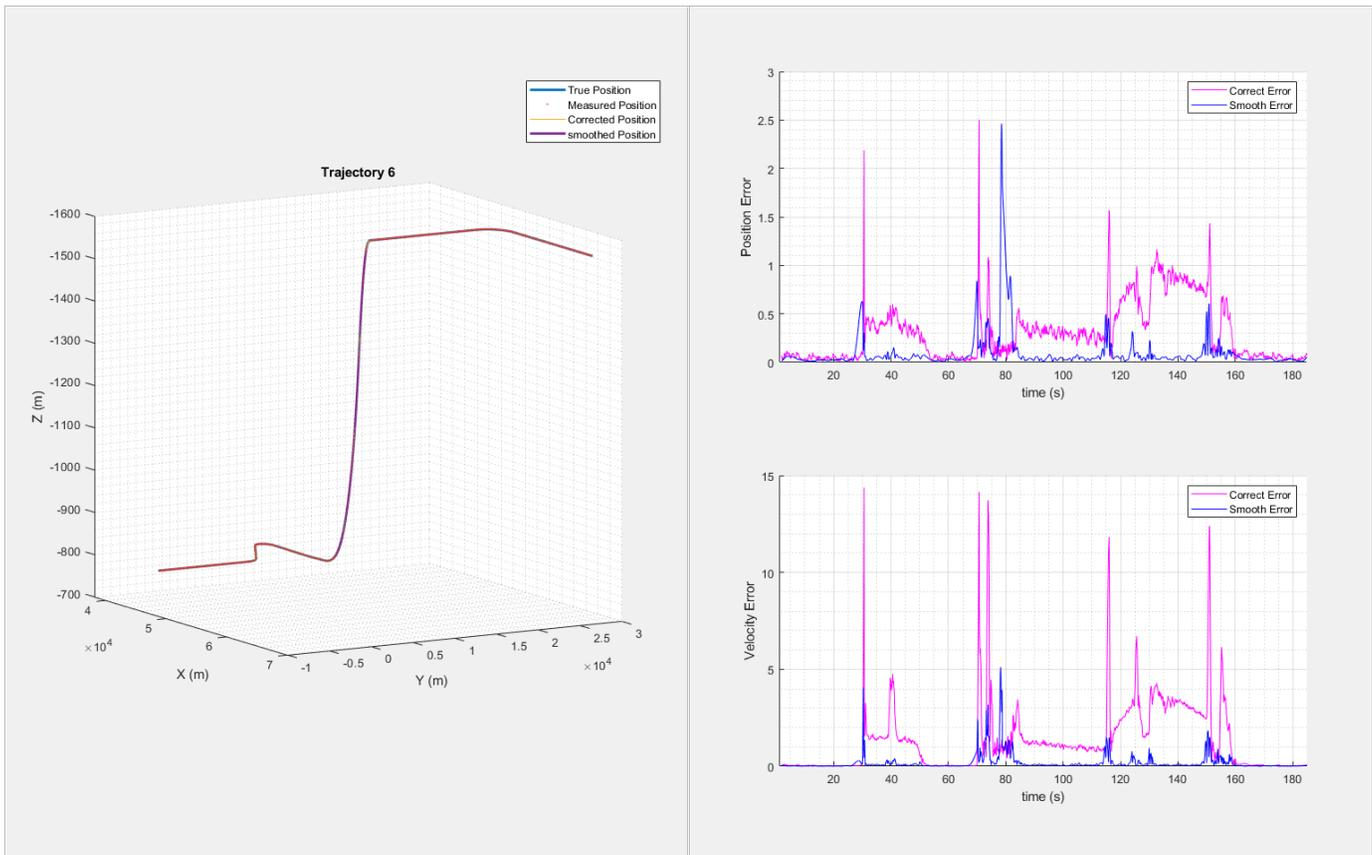 True Position
Measured Position
Corrected Position
smoothed Position
Trajectory 6
-1600
-1500
-1400
-1300
-1200
-1100
-1000
-900
-800
-700
Z (m)
4
5
6
7
×10^4
X (m)
-1
-0.5
0
0.5
1
1.5
2
2.5
3
×10^4
Y (m)
3
2.5
2
1.5
1
0.5
0
Position Error
Correct Error
Smooth Error
20 40 60 80 100 120 140 160 180
time (s)
15
10
5
0
Velocity Error
Correct Error
Smooth Error
20 40 60 80 100 120 140 160 180
time (s)